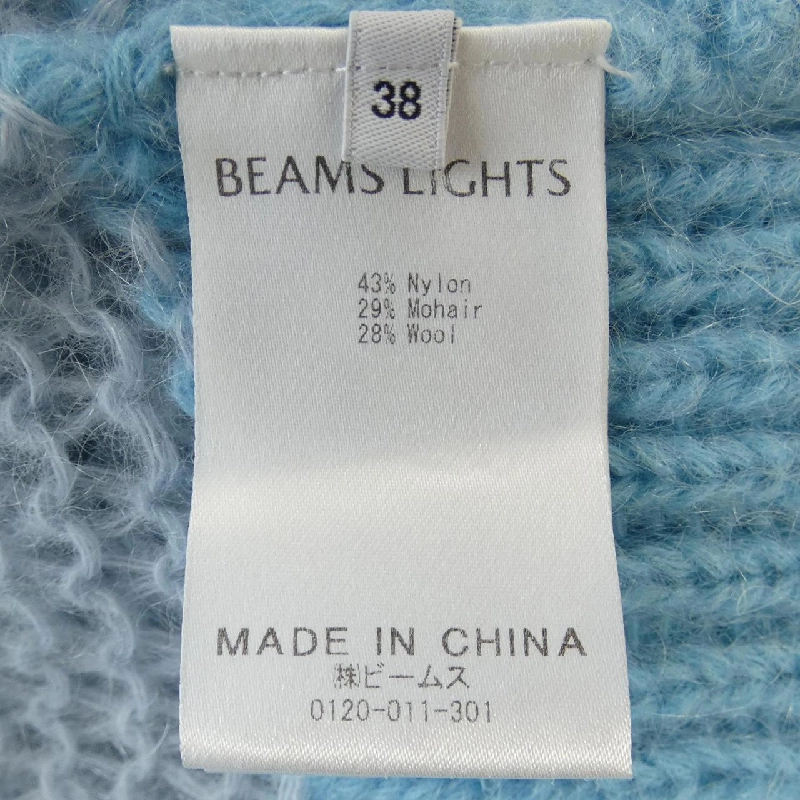 38
BEAMS LIGHTS
43% Nylon
29% Mohair
28% Wool
MADE IN CHINA
㈱ビームス
0120-011-301